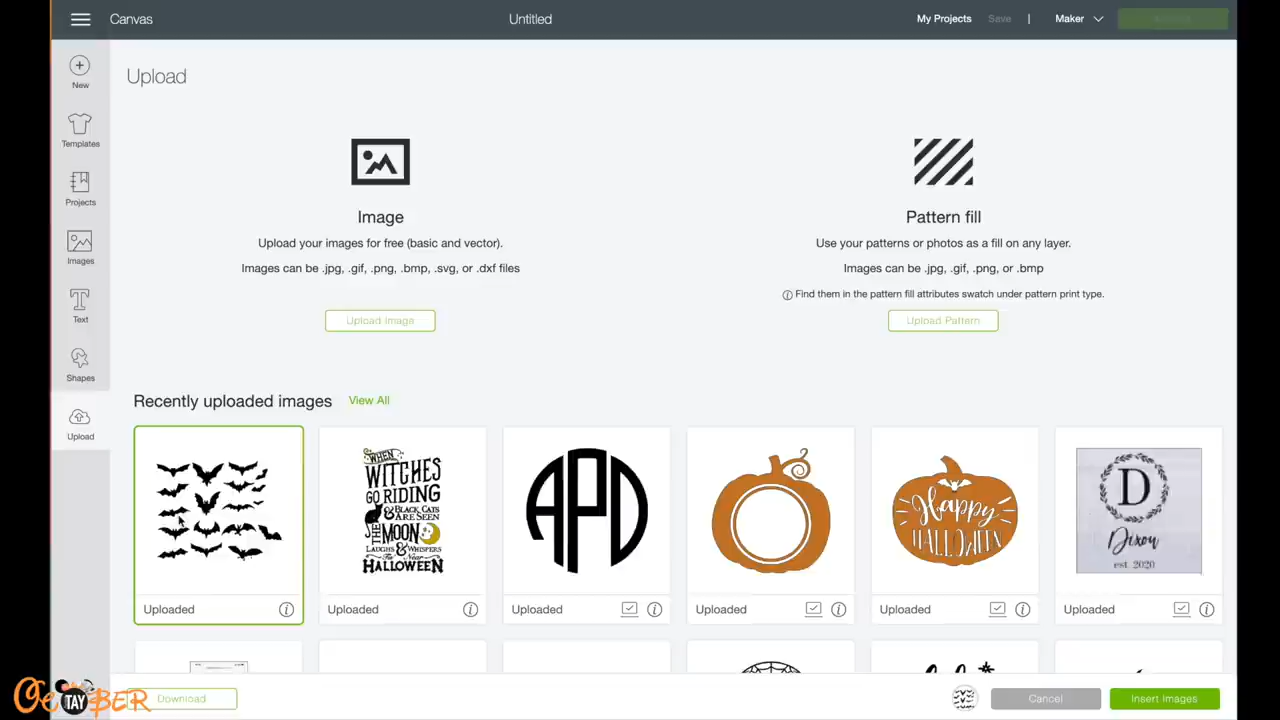 Canvas
Untitled
My Projects Save | Maker
New
Templates
Projects
Images
Text
Shapes
Upload
Upload
Image
Upload your images for free (basic and vector).
Images can be .jpg, .gif, .png, .bmp, .svg, or .dxf files
Upload Image
Pattern fill
Use your patterns or photos as a fill on any layer.
Images can be .jpg, .gif, .png, or .bmp
Find them in the pattern fill attributes swatch under pattern print type.
Upload Pattern
Recently uploaded images View All
WHEN
WITCHES
GO RIDING
& BLACK CATS
ARE SEEN
THE MOON
LAUGHS & WHISPERS
HALLOWEEN
APD
Happy
HALLOWEEN
D
Dixon
est. 2020
Uploaded
Uploaded
Uploaded
Uploaded
Uploaded
Uploaded
OCTOBER
TAY
Download
Cancel
Insert Images